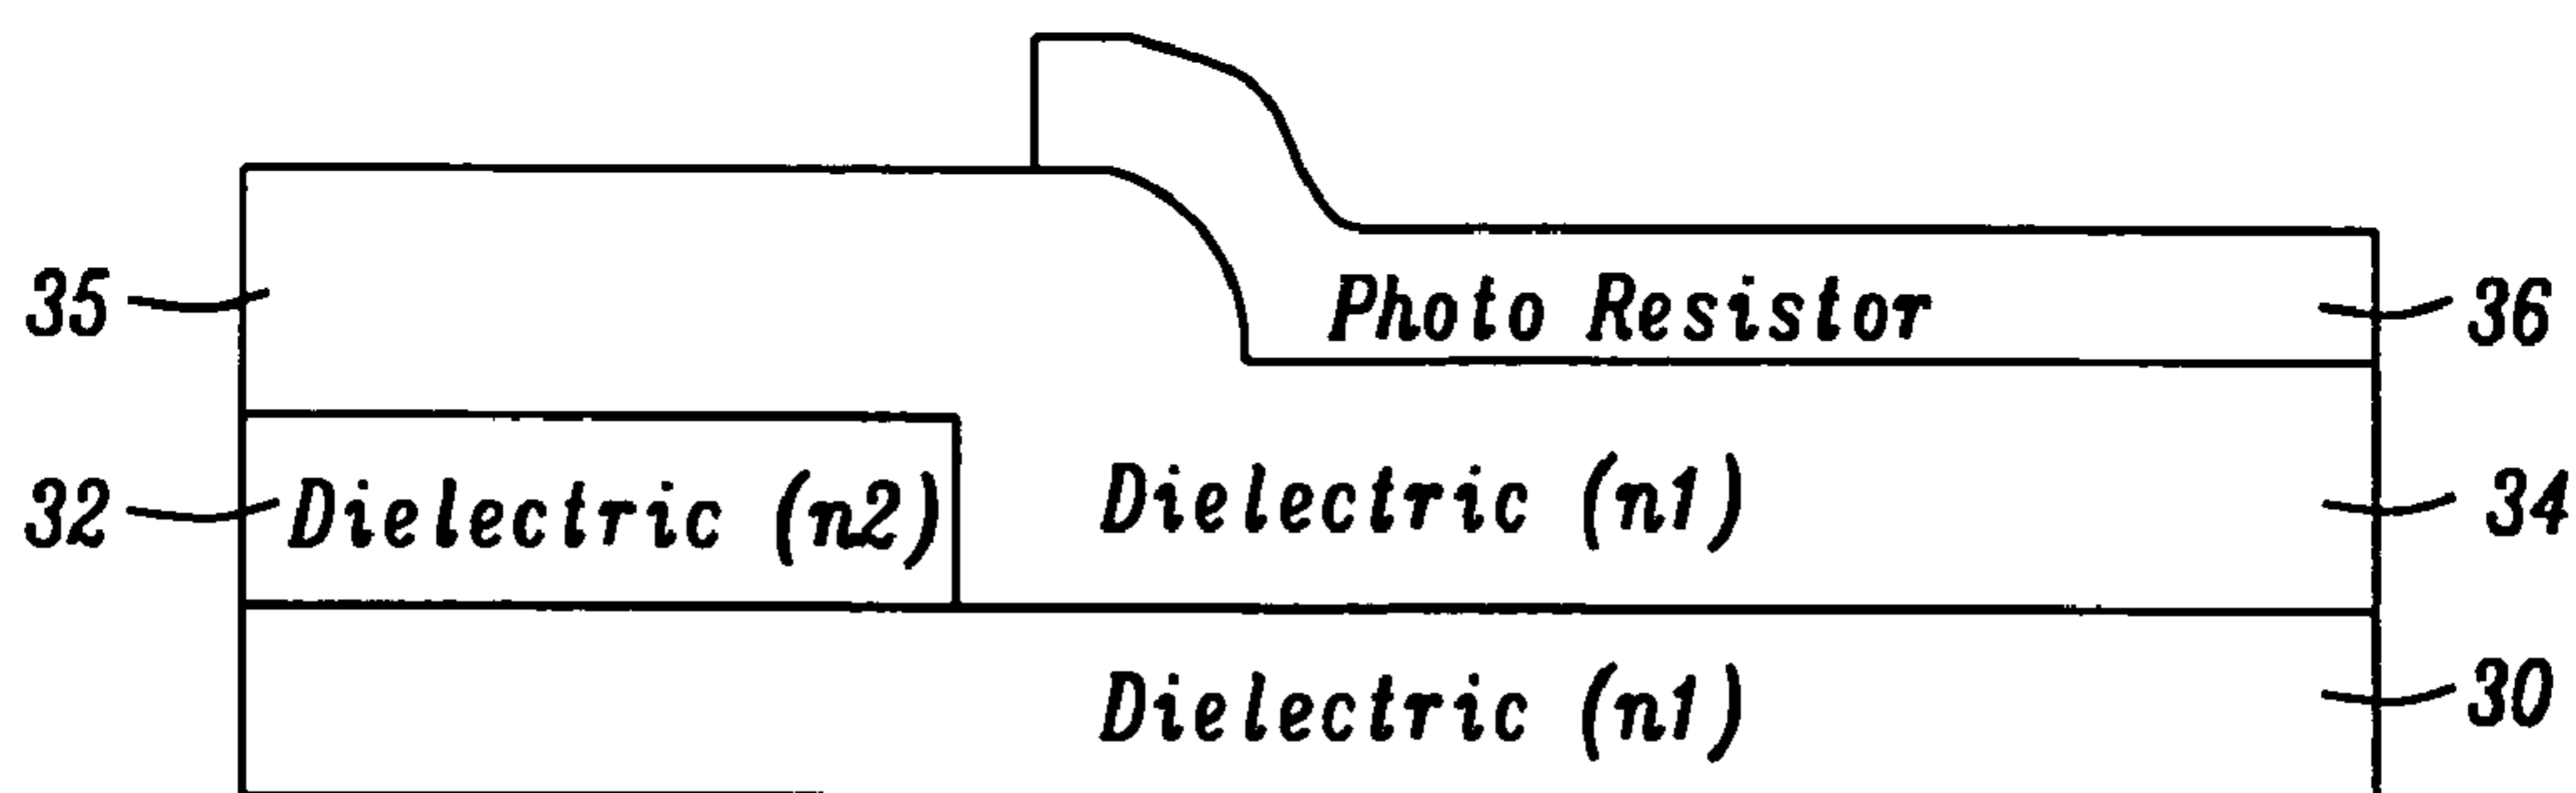 35
Photo Resistor
36
32
Dielectric (n2)
Dielectric (n1)
34
Dielectric (n1)
30